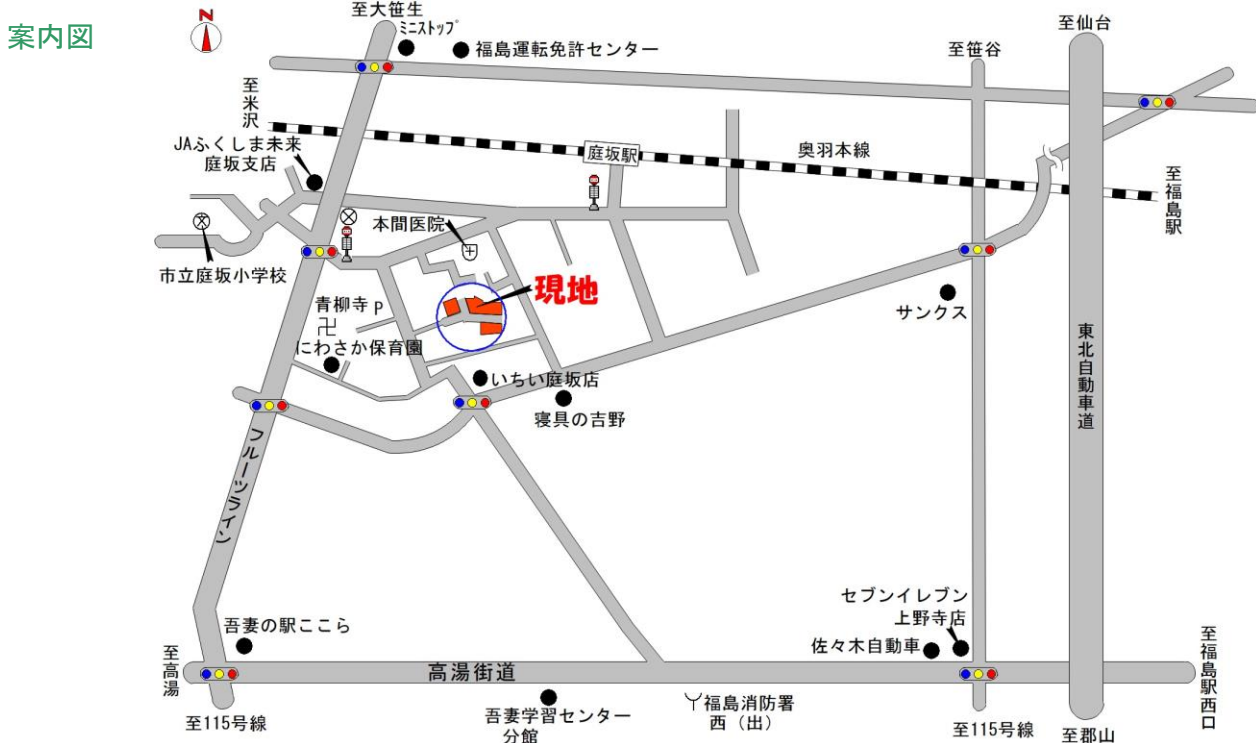 案内図
N
至大笹生
ﾐﾆｽﾄｯﾌﾟ
福島運転免許センター
至笹谷
至仙台
至米沢
JAふくしま未来
庭坂支店
庭坂駅
奥羽本線
至福島駅
本間医院
市立庭坂小学校
現地
青柳寺 P
卍
にわさか保育園
サンクス
東北自動車道
いちい庭坂店
寝具の吉野
フルーツライン
セブンイレブン
上野寺店
佐々木自動車
吾妻の駅ここら
至高湯
高湯街道
至福島駅西口
吾妻学習センター
分館
福島消防署
西（出）
至115号線
至115号線
至郡山